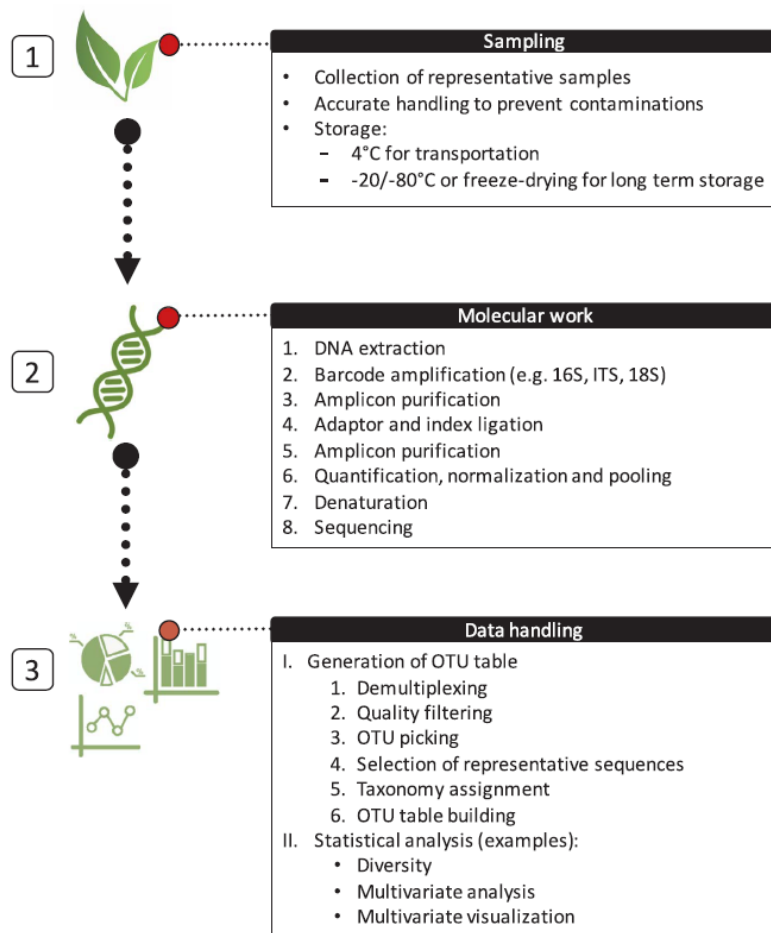 1
Sampling
• Collection of representative samples
• Accurate handling to prevent contaminations
• Storage:
– 4°C for transportation
– -20/-80°C or freeze-drying for long term storage
2
Molecular work
1. DNA extraction
2. Barcode amplification (e.g. 16S, ITS, 18S)
3. Amplicon purification
4. Adaptor and index ligation
5. Amplicon purification
6. Quantification, normalization and pooling
7. Denaturation
8. Sequencing
3
Data handling
I. Generation of OTU table
1. Demultiplexing
2. Quality filtering
3. OTU picking
4. Selection of representative sequences
5. Taxonomy assignment
6. OTU table building
II. Statistical analysis (examples):
• Diversity
• Multivariate analysis
• Multivariate visualization